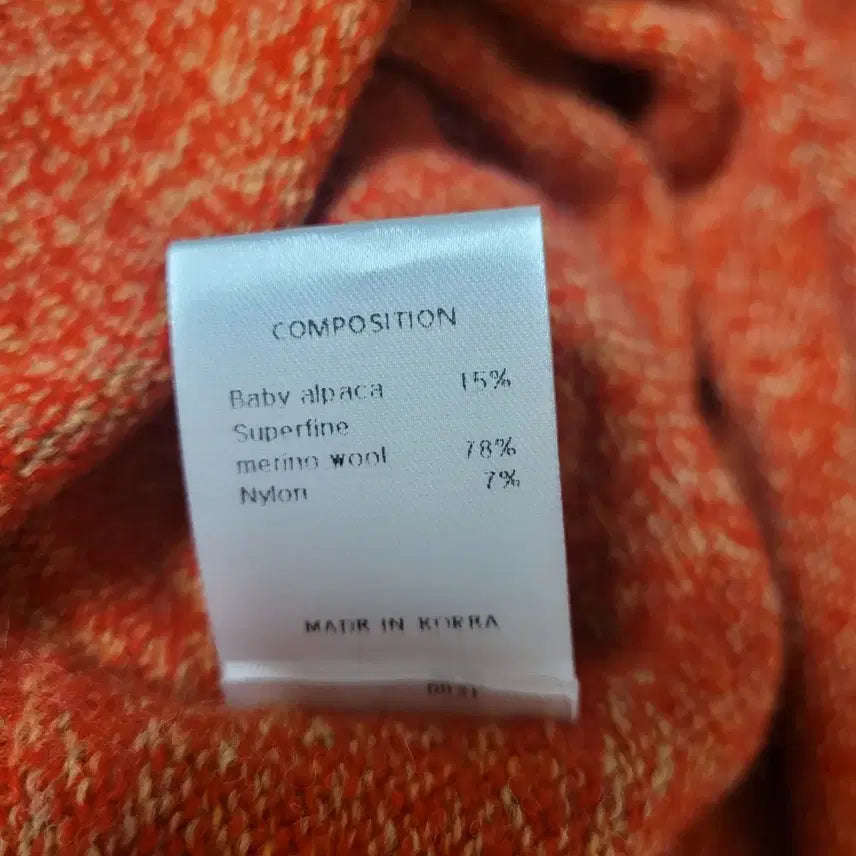 COMPOSITION
Baby alpaca 15%
Superfine
merino wool 78%
Nylon 7%
MADE IN KOREA